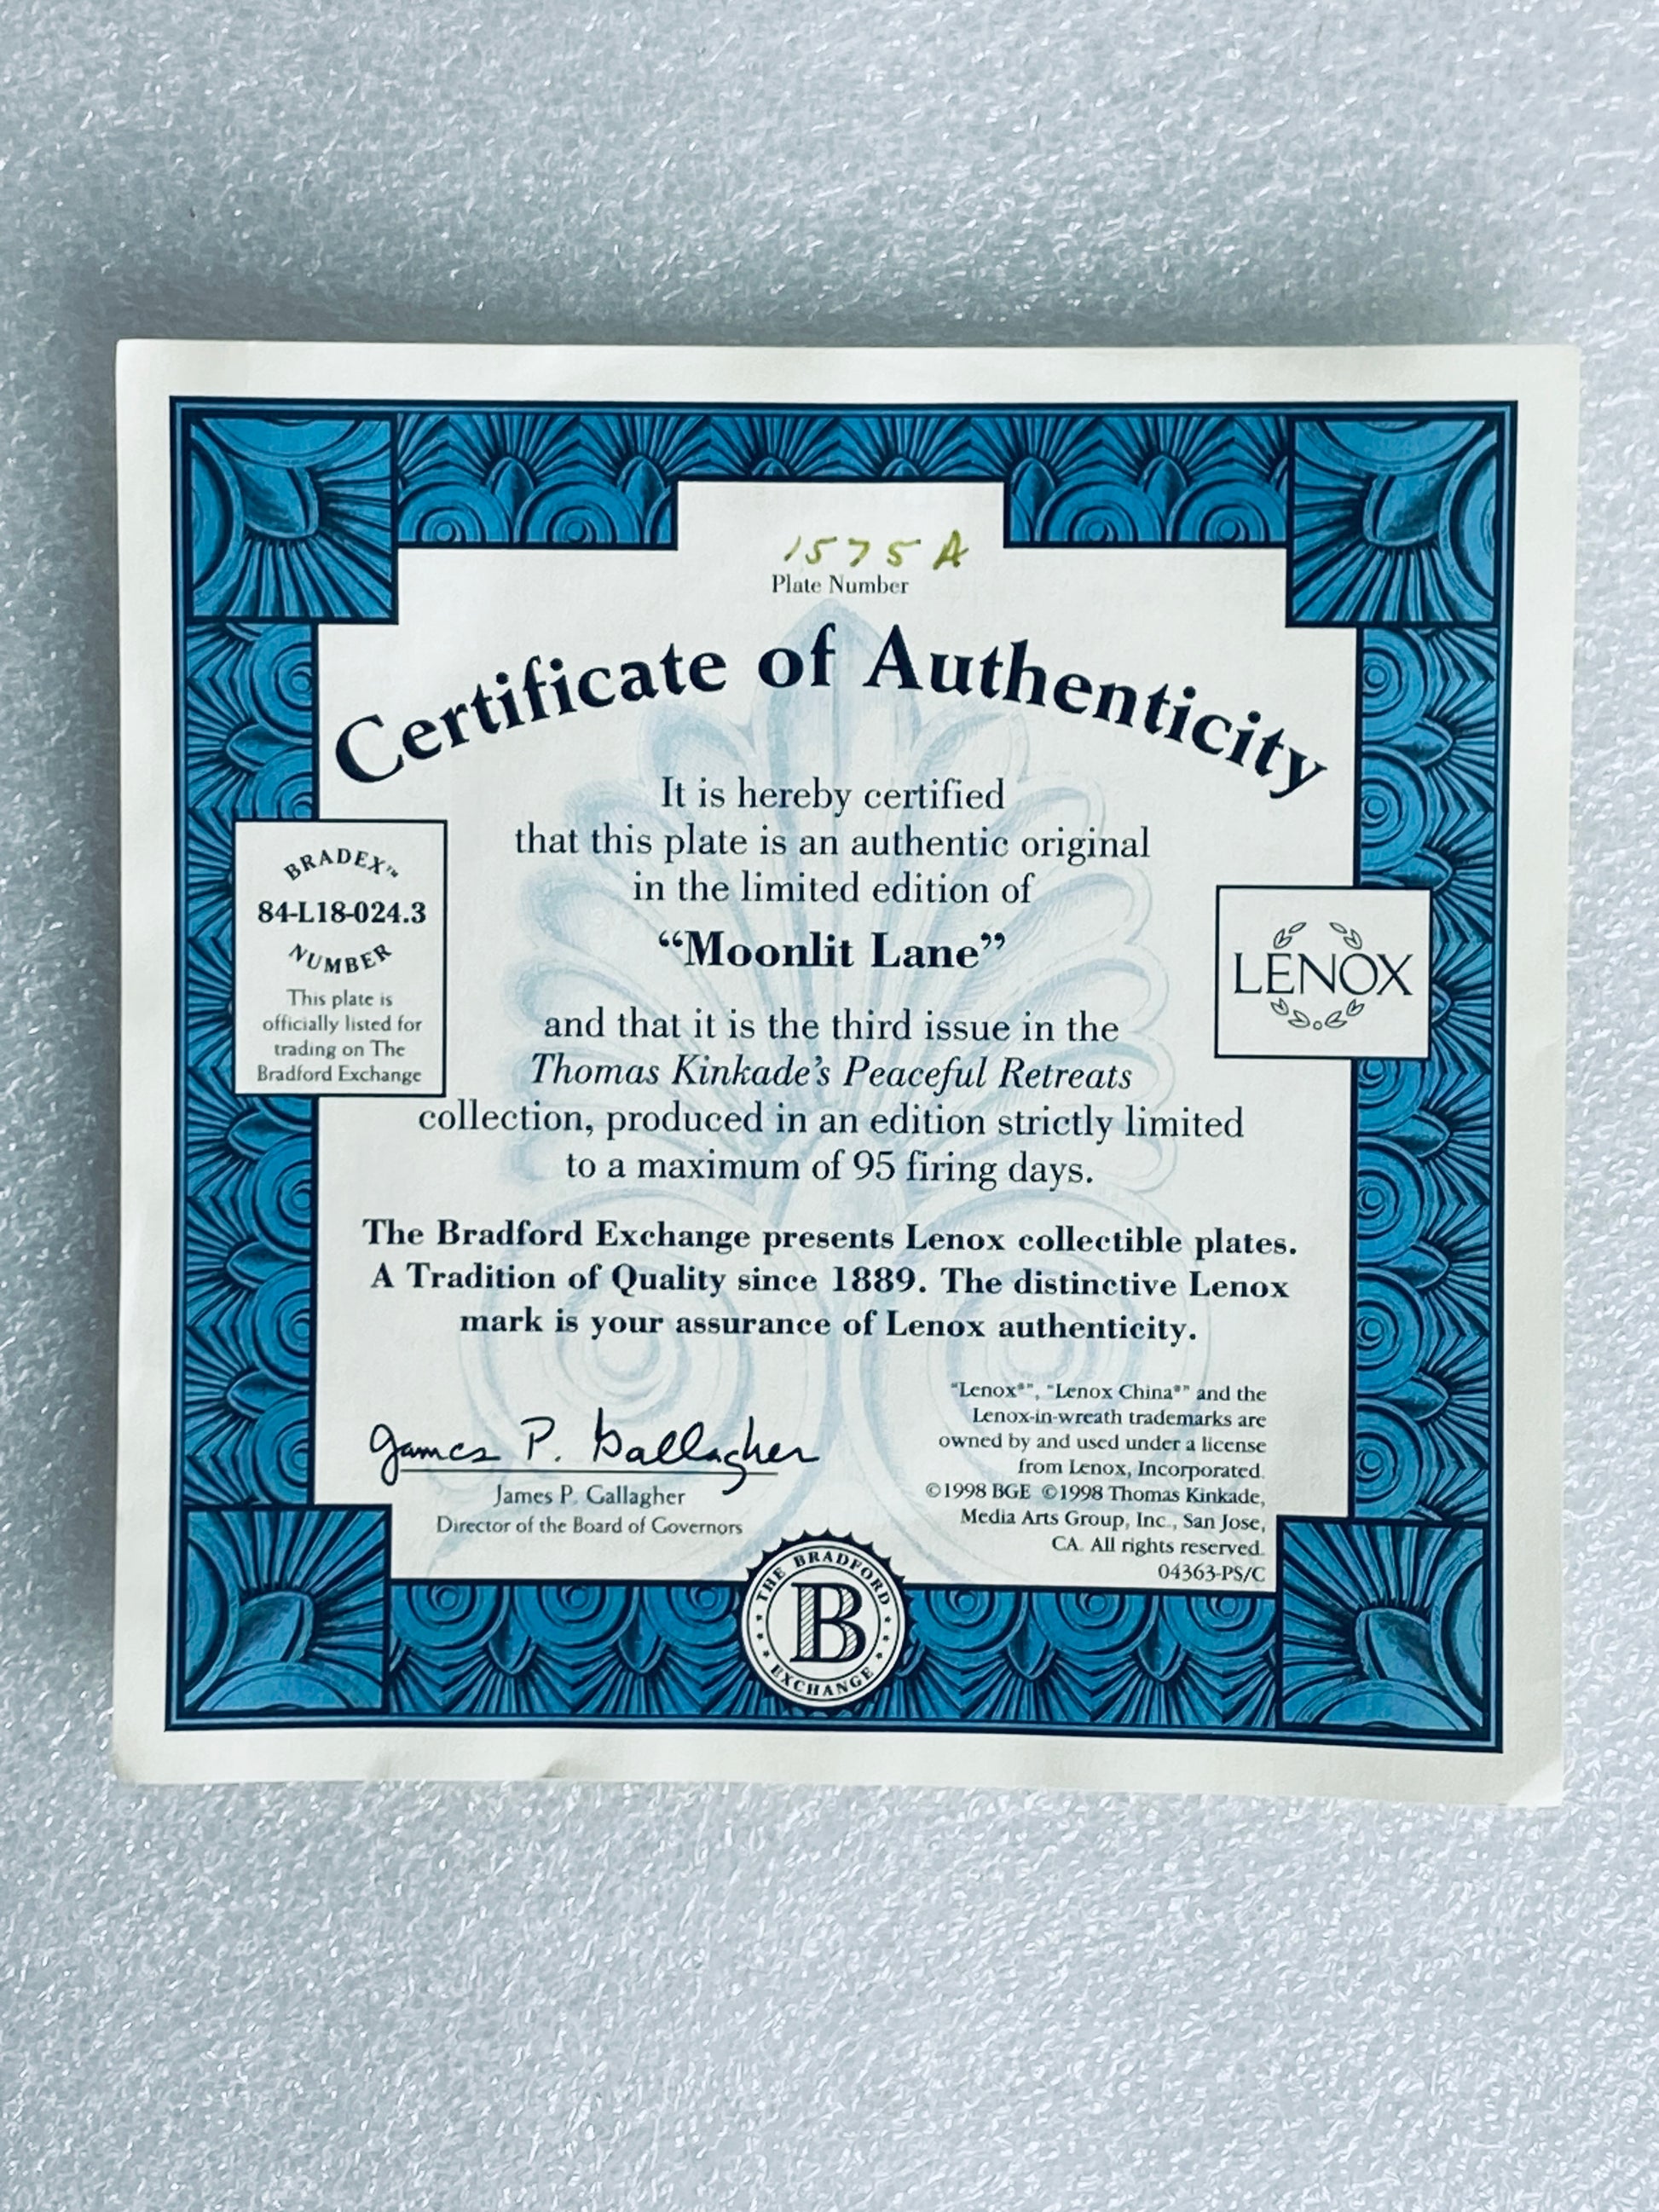 1575A
Plate Number
Certificate of Authenticity
It is hereby certified
that this plate is an authentic original
in the limited edition of
“Moonlit Lane”
and that it is the third issue in the
Thomas Kinkade’s Peaceful Retreats
collection, produced in an edition strictly limited
to a maximum of 95 firing days.
BRADEX™
84-L18-024.3
NUMBER
This plate is
officially listed for
trading on The
Bradford Exchange
LENOX
The Bradford Exchange presents Lenox collectible plates.
A Tradition of Quality since 1889. The distinctive Lenox
mark is your assurance of Lenox authenticity.
James P. Gallagher
James P. Gallagher
Director of the Board of Governors
"Lenox®", "Lenox China®" and the
Lenox-in-wreath trademarks are
owned by and used under a license
from Lenox, Incorporated.
©1998 BGE ©1998 Thomas Kinkade,
Media Arts Group, Inc., San Jose,
CA. All rights reserved.
04363-PS/C
THE BRADFORD
B
EXCHANGE